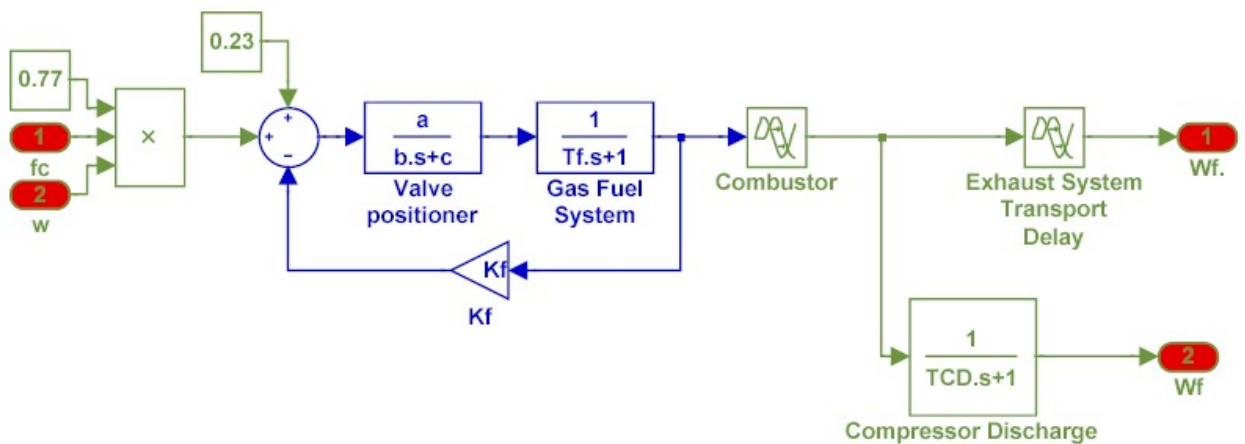 0.23
0.77
×
1
fc
2
w
+
+
−
a
b.s+c
Valve
positioner
1
Tf.s+1
Gas Fuel
System
Kf
Kf
Combustor
Exhaust System
Transport
Delay
1
Wf.
1
TCD.s+1
Compressor Discharge
2
Wf